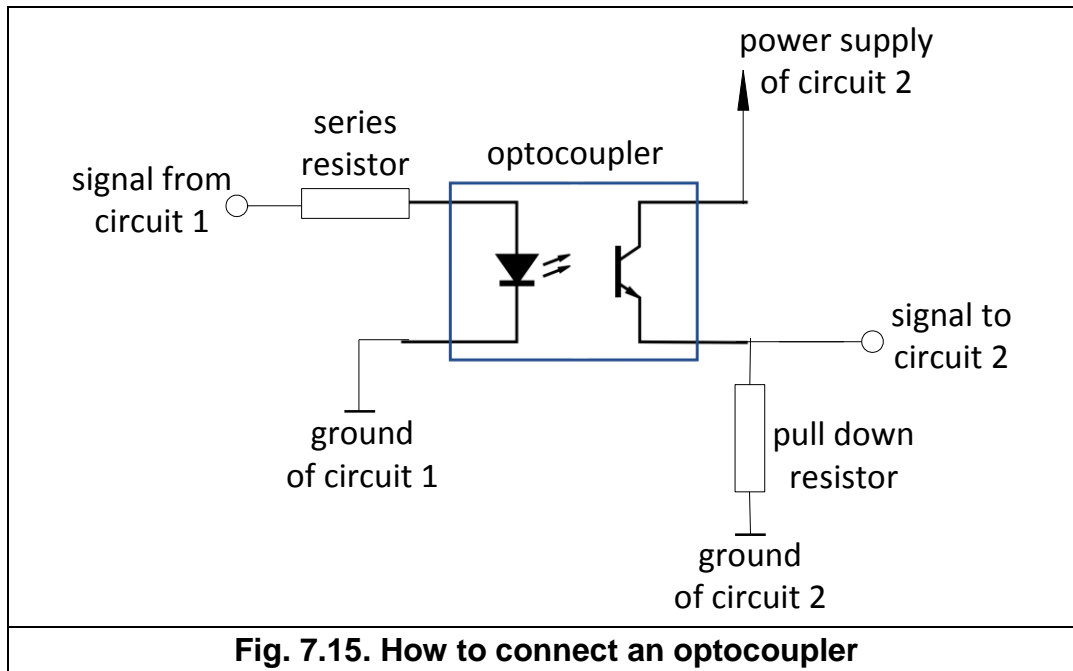 power supply
of circuit 2
series
resistor
optocoupler
signal from
circuit 1
signal to
circuit 2
ground
of circuit 1
pull down
resistor
ground
of circuit 2
Fig. 7.15. How to connect an optocoupler